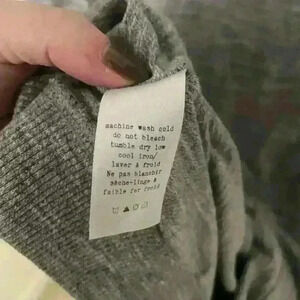 machine wash cold
do not bleach
tumble dry low
cool iron/
laver à froid
Ne pas blanchir
sèche-linge à
faible fer froid